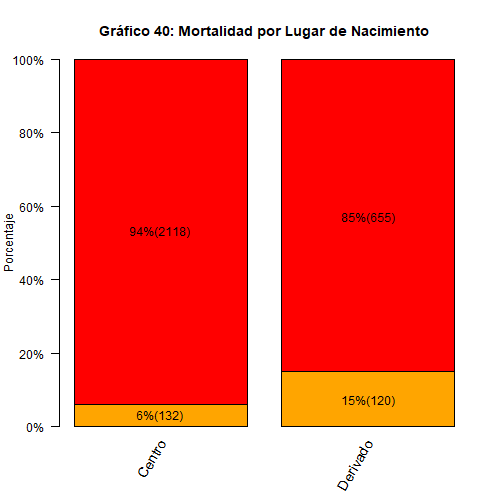 Gráfico 40: Mortalidad por Lugar de Nacimiento
Porcentaje
100%
80%
60%
40%
20%
0%
94%(2118)
6%(132)
85%(655)
15%(120)
Centro
Derivado